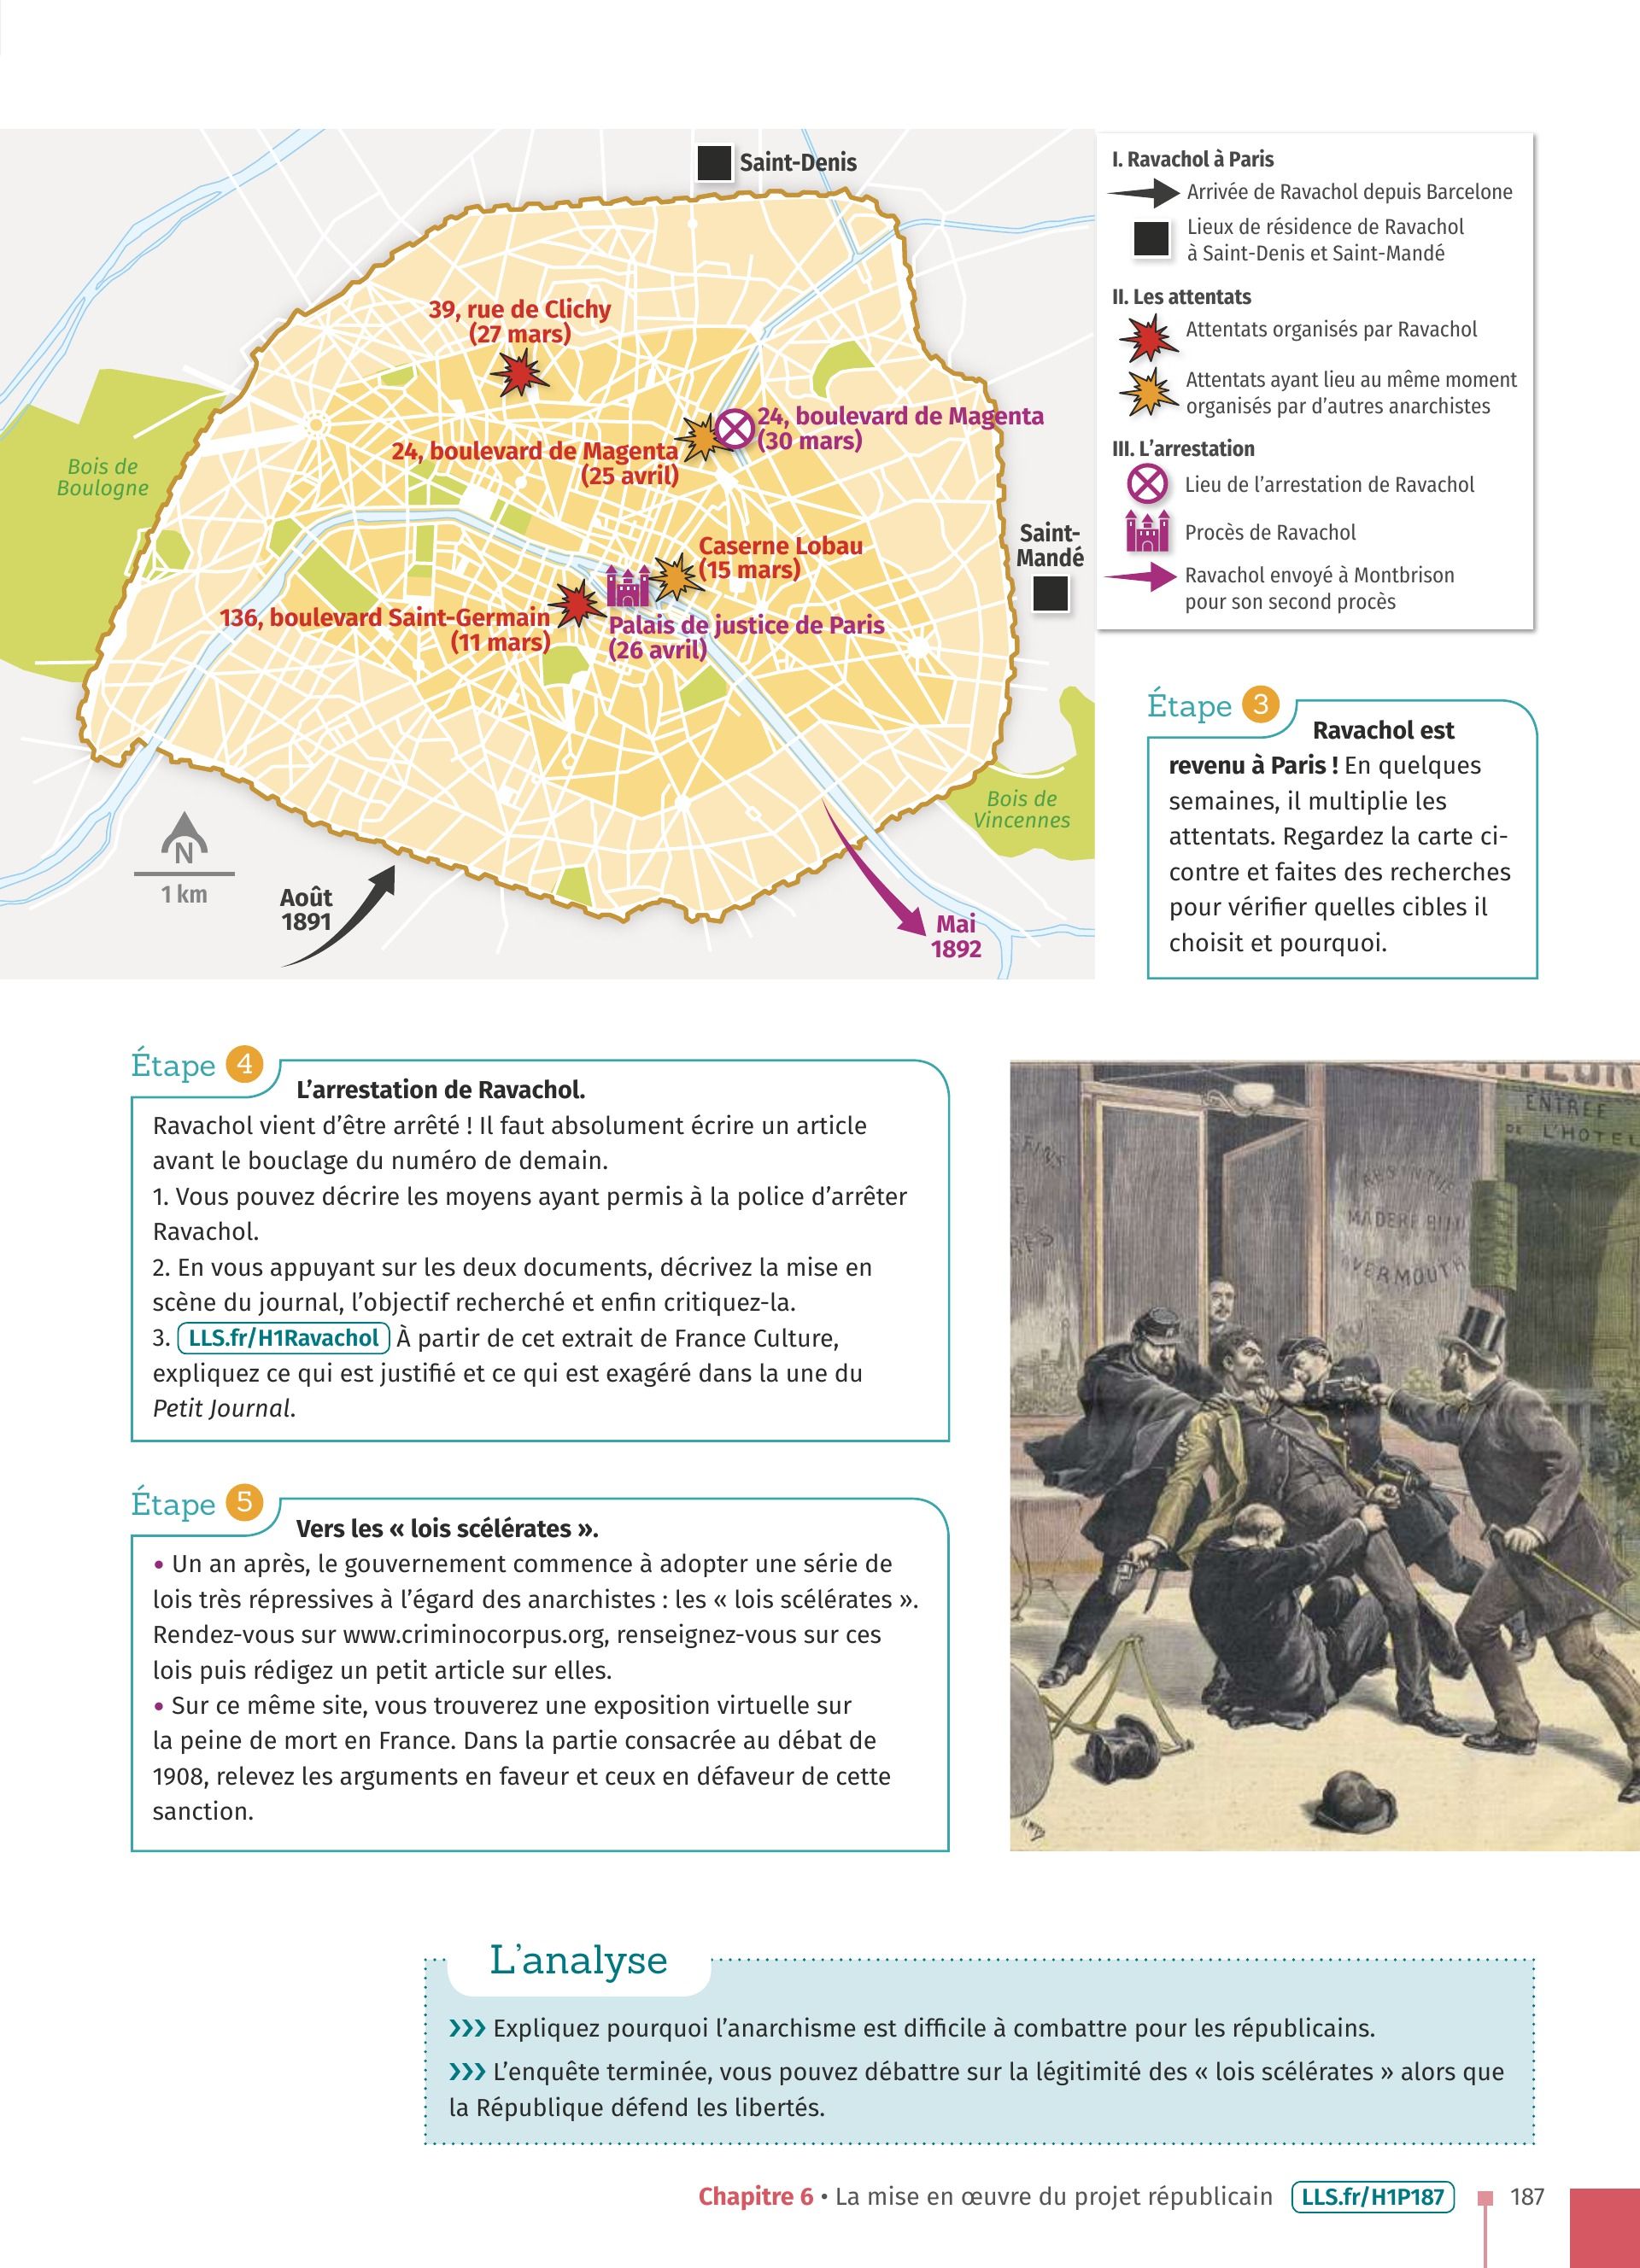 Saint-Denis
39, rue de Clichy
(27 mars)
24, boulevard de Magenta
(30 mars)
24, boulevard de Magenta
(25 avril)
Bois de
Boulogne
Caserne Lobau
(15 mars)
Saint-
Mandé
136, boulevard Saint-Germain
(11 mars)
Palais de justice de Paris
(26 avril)
Bois de
Vincennes
N
1 km
Août
1891
Mai
1892
I. Ravachol à Paris
Arrivée de Ravachol depuis Barcelone
Lieux de résidence de Ravachol
à Saint-Denis et Saint-Mandé
II. Les attentats
Attentats organisés par Ravachol
Attentats ayant lieu au même moment
organisés par d'autres anarchistes
III. L'arrestation
Lieu de l'arrestation de Ravachol
Procès de Ravachol
Ravachol envoyé à Montbrison
pour son second procès
Étape 3
Ravachol est
revenu à Paris ! En quelques
semaines, il multiplie les
attentats. Regardez la carte ci-
contre et faites des recherches
pour vérifier quelles cibles il
choisit et pourquoi.
Étape 4
L'arrestation de Ravachol.
Ravachol vient d'être arrêté ! Il faut absolument écrire un article
avant le bouclage du numéro de demain.
1. Vous pouvez décrire les moyens ayant permis à la police d'arrêter
Ravachol.
2. En vous appuyant sur les deux documents, décrivez la mise en
scène du journal, l'objectif recherché et enfin critiquez-la.
3. LLS.fr/H1Ravachol À partir de cet extrait de France Culture,
expliquez ce qui est justifié et ce qui est exagéré dans la une du
Petit Journal.
ENTREE
DE L'HOTEL
ABSINTHE
MADERE
VERMOUTH
Étape 5
Vers les « lois scélérates ».
• Un an après, le gouvernement commence à adopter une série de
lois très répressives à l'égard des anarchistes : les « lois scélérates ».
Rendez-vous sur www.criminocorpus.org, renseignez-vous sur ces
lois puis rédigez un petit article sur elles.
• Sur ce même site, vous trouverez une exposition virtuelle sur
la peine de mort en France. Dans la partie consacrée au débat de
1908, relevez les arguments en faveur et ceux en défaveur de cette
sanction.
L'analyse
››› Expliquez pourquoi l'anarchisme est difficile à combattre pour les républicains.
››› L'enquête terminée, vous pouvez débattre sur la légitimité des « lois scélérates » alors que
la République défend les libertés.
Chapitre 6 • La mise en œuvre du projet républicain LLS.fr/H1P187 187